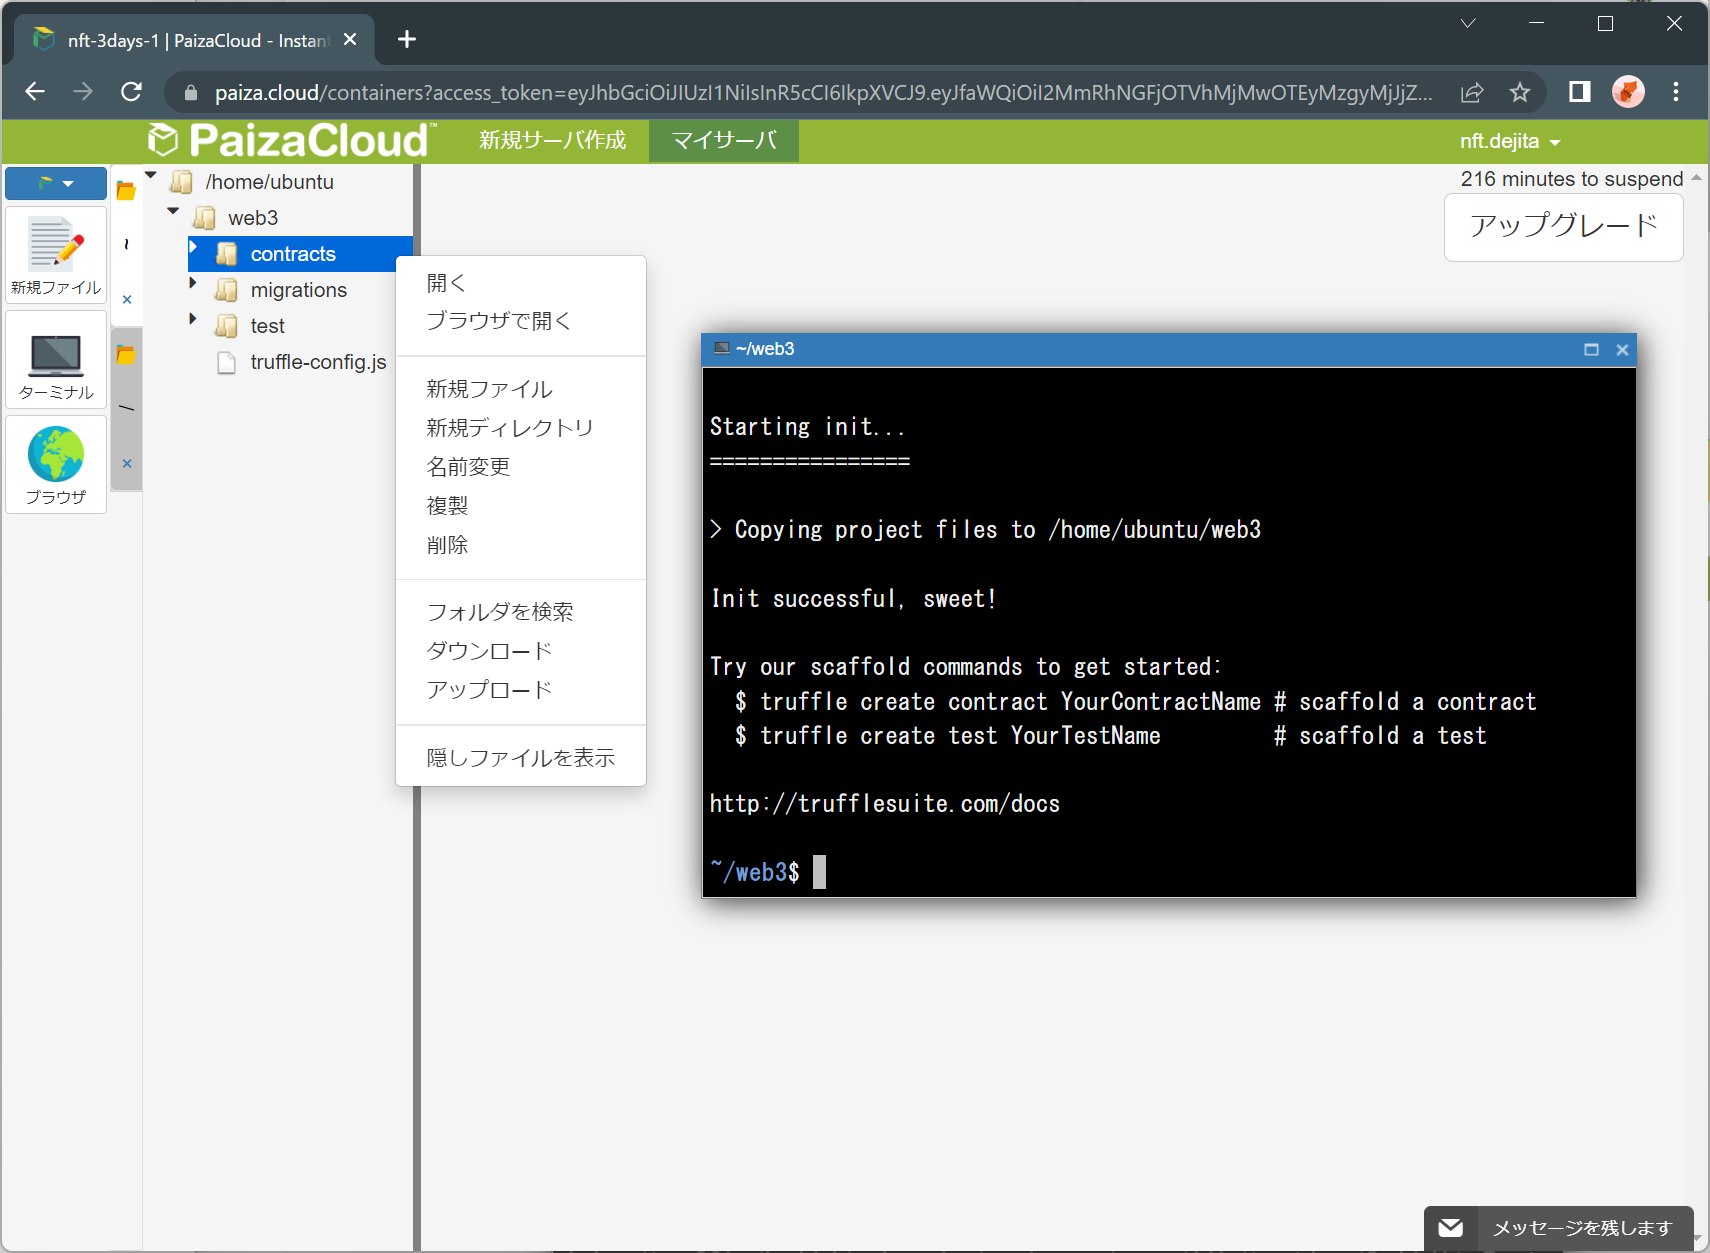 nft-3days-1 | PaizaCloud - Instan
paiza.cloud/containers?access_token=eyJhbGciOiJIUzI1NiIsInR5cCI6IkpXVCJ9.eyJfaWQiOiI2MmRhNGFjOTVhMjMwOTEyMzgyMjJjZ...
PaizaCloud™
新規サーバ作成
マイサーバ
nft.dejita
216 minutes to suspend
アップグレード
新規ファイル
ターミナル
ブラウザ
~
/
/home/ubuntu
web3
contracts
migrations
test
truffle-config.js
開く
ブラウザで開く
新規ファイル
新規ディレクトリ
名前変更
複製
削除
フォルダを検索
ダウンロード
アップロード
隠しファイルを表示
~/web3
Starting init...
================
> Copying project files to /home/ubuntu/web3
Init successful, sweet!
Try our scaffold commands to get started:
$ truffle create contract YourContractName # scaffold a contract
$ truffle create test YourTestName # scaffold a test
http://trufflesuite.com/docs
~/web3$
メッセージを残します